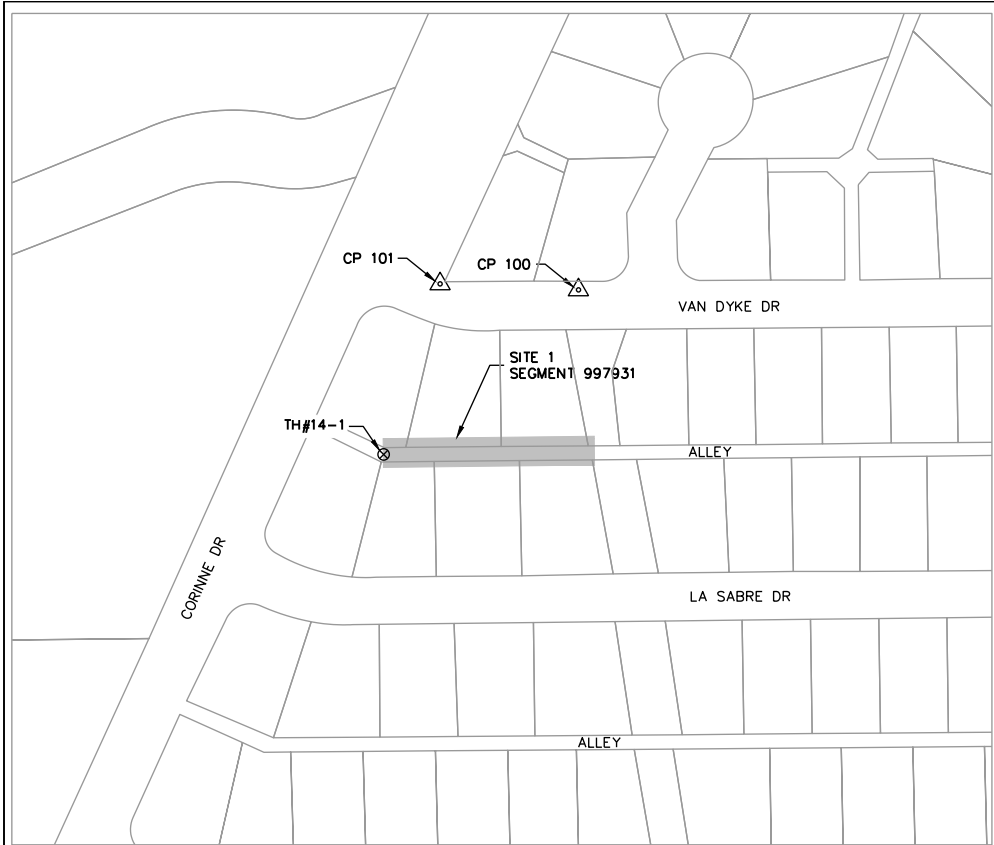 CP 101
CP 100
VAN DYKE DR
SITE 1
SEGMENT 997931
TH#14-1
ALLEY
CORINNE DR
LA SABRE DR
ALLEY